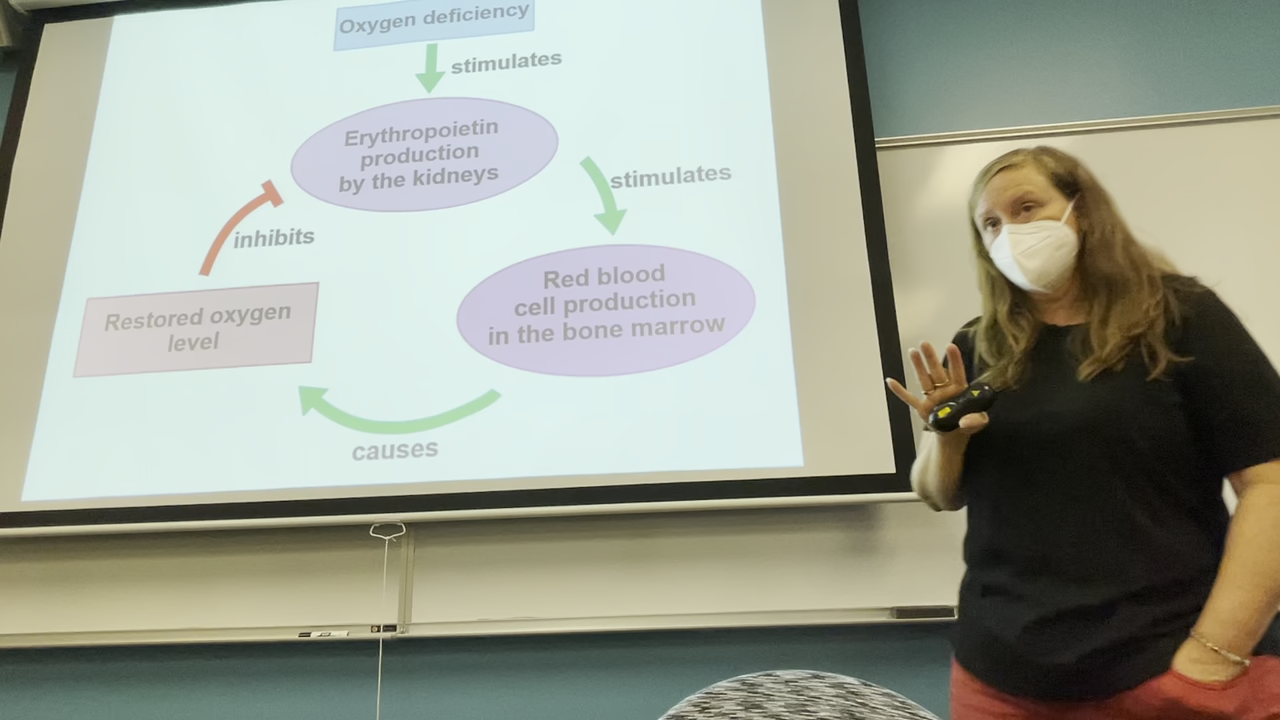 Oxygen deficiency
stimulates
Erythropoietin
production
by the kidneys
stimulates
inhibits
Red blood
cell production
in the bone marrow
Restored oxygen
level
causes